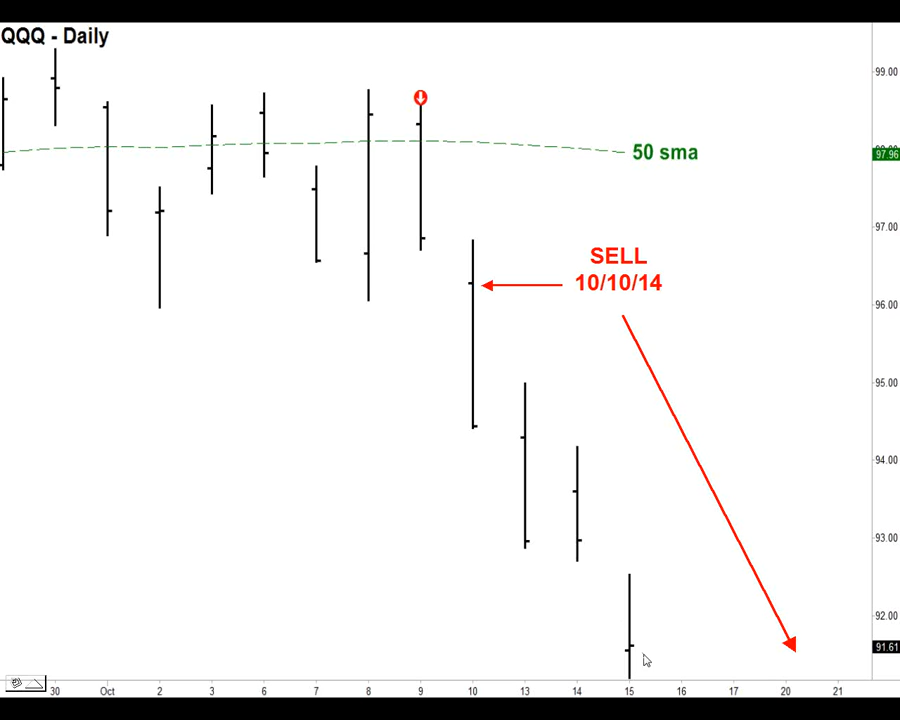 QQQ - Daily
99.00
50 sma
97.96
97.00
SELL
10/10/14
96.00
95.00
94.00
93.00
92.00
91.61
30 Oct 2 3 6 7 8 9 10 13 14 15 16 17 20 21